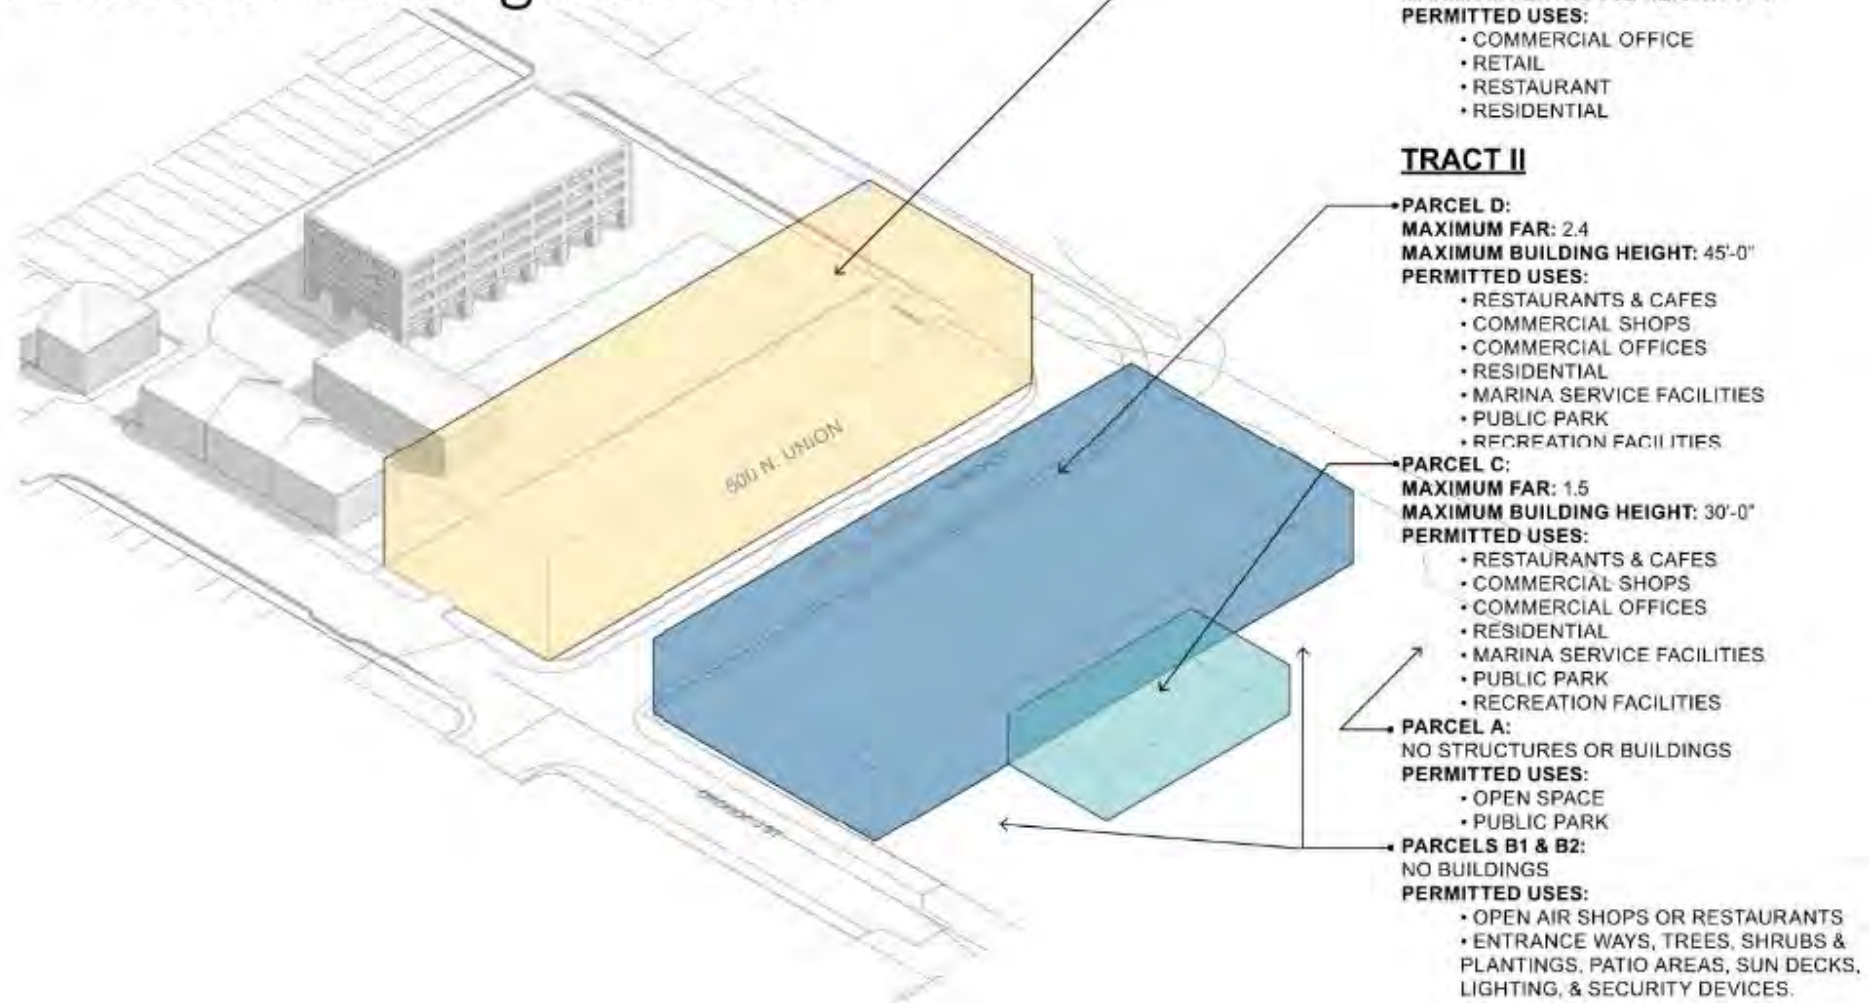 PERMITTED USES:
• COMMERCIAL OFFICE
• RETAIL
• RESTAURANT
• RESIDENTIAL
TRACT II
PARCEL D:
MAXIMUM FAR: 2.4
MAXIMUM BUILDING HEIGHT: 45'-0"
PERMITTED USES:
• RESTAURANTS & CAFES
• COMMERCIAL SHOPS
• COMMERCIAL OFFICES
• RESIDENTIAL
• MARINA SERVICE FACILITIES
• PUBLIC PARK
• RECREATION FACILITIES
PARCEL C:
MAXIMUM FAR: 1.5
MAXIMUM BUILDING HEIGHT: 30'-0"
PERMITTED USES:
• RESTAURANTS & CAFES
• COMMERCIAL SHOPS
• COMMERCIAL OFFICES
• RESIDENTIAL
• MARINA SERVICE FACILITIES
• PUBLIC PARK
• RECREATION FACILITIES
PARCEL A:
NO STRUCTURES OR BUILDINGS
PERMITTED USES:
• OPEN SPACE
• PUBLIC PARK
PARCELS B1 & B2:
NO BUILDINGS
PERMITTED USES:
• OPEN AIR SHOPS OR RESTAURANTS
• ENTRANCE WAYS, TREES, SHRUBS &
PLANTINGS, PATIO AREAS, SUN DECKS,
LIGHTING, & SECURITY DEVICES.
500 N. UNION